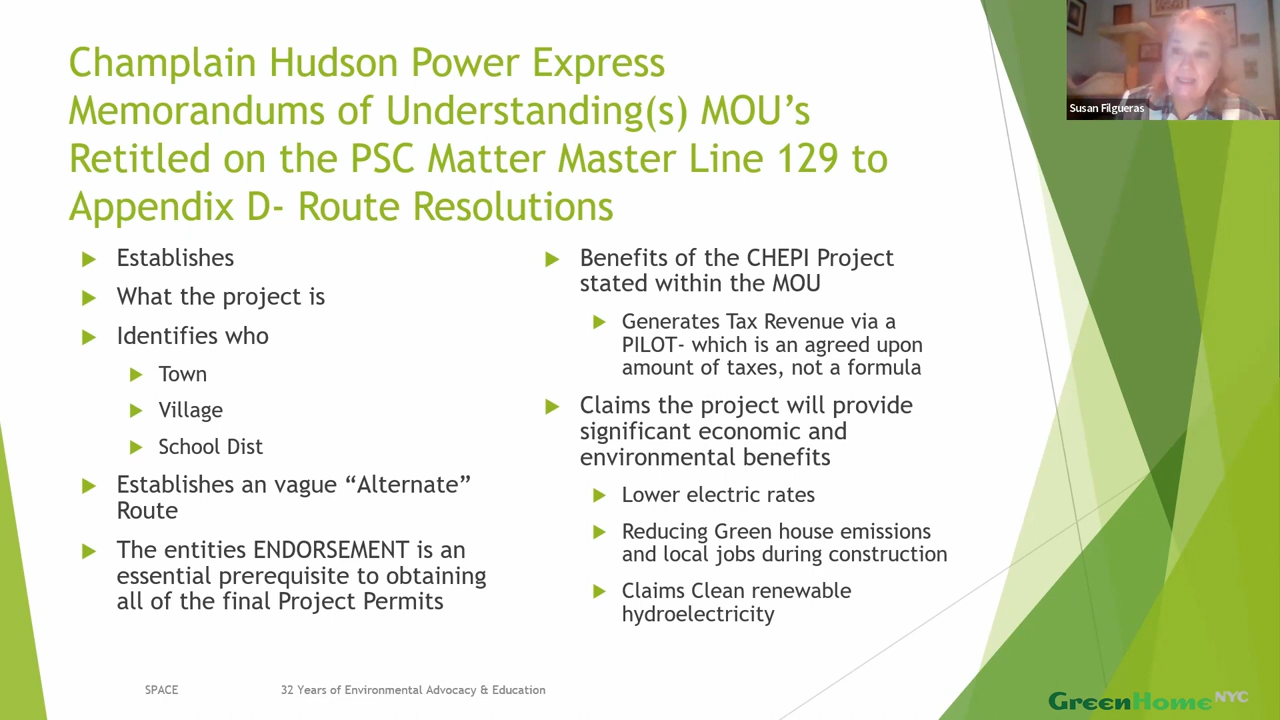 Champlain Hudson Power Express
Memorandums of Understanding(s) MOU’s
Retitled on the PSC Matter Master Line 129 to
Appendix D- Route Resolutions
Establishes
What the project is
Identifies who
Town
Village
School Dist
Establishes an vague “Alternate”
Route
The entities ENDORSEMENT is an
essential prerequisite to obtaining
all of the final Project Permits
Benefits of the CHEPI Project
stated within the MOU
Generates Tax Revenue via a
PILOT- which is an agreed upon
amount of taxes, not a formula
Claims the project will provide
significant economic and
environmental benefits
Lower electric rates
Reducing Green house emissions
and local jobs during construction
Claims Clean renewable
hydroelectricity
Susan Filgueras
SPACE
32 Years of Environmental Advocacy & Education
GreenHomeNYC